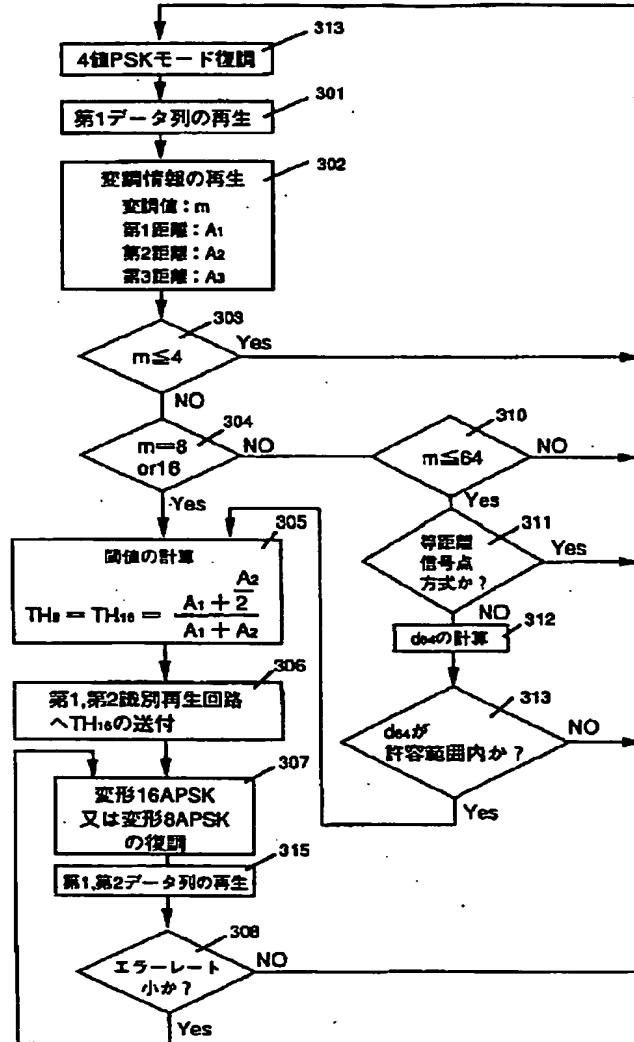 313
4値PSKモード復調
301
第1データ列の再生
302
変調情報の再生
変調値：m
第1距離：A1
第2距離：A2
第3距離：A3
303
m≦4
Yes
NO
304
m＝8
or16
NO
Yes
310
m≦64
NO
Yes
311
等距離
信号点
方式か？
Yes
NO
312
d64の計算
313
d64が
許容範囲内か？
NO
Yes
305
閾値の計算
TH8 = TH16 = (A1 + A2/2) / (A1 + A2)
306
第1,第2識別再生回路
へTH16の送付
307
変形16APSK
又は変形8APSK
の復調
315
第1,第2データ列の再生
308
エラーレート
小か？
NO
Yes